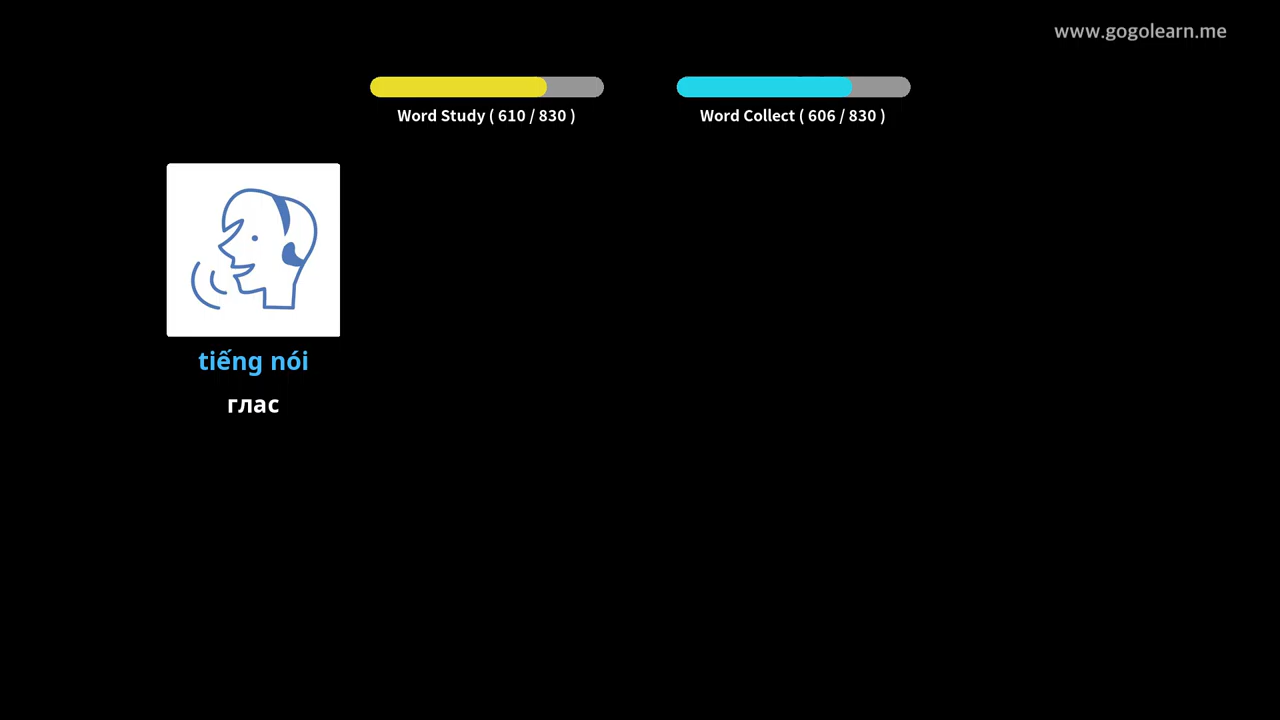 www.gogolearn.me
Word Study ( 610 / 830 )
Word Collect ( 606 / 830 )
tiếng nói
глас